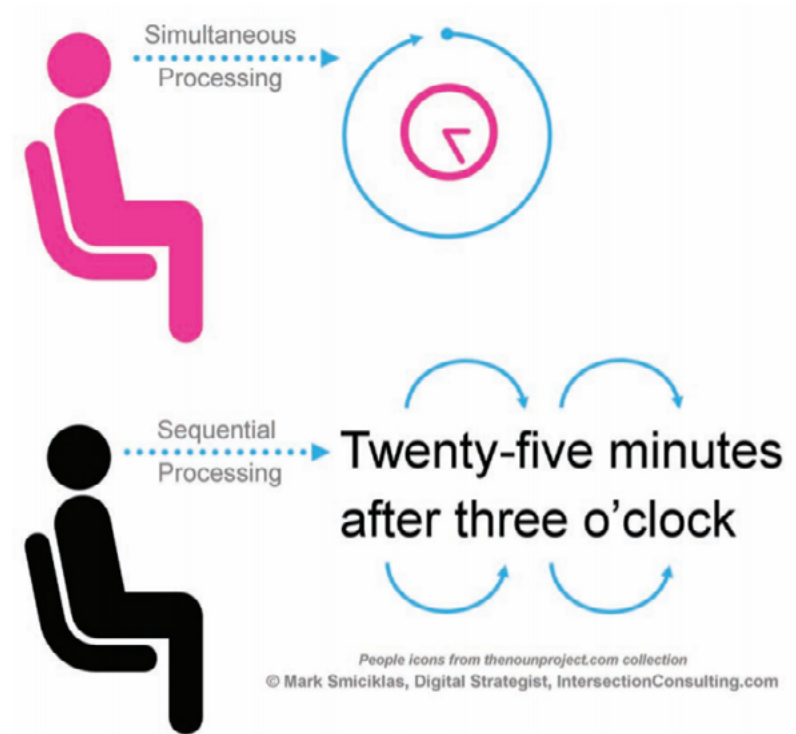 Simultaneous
Processing
Sequential
Processing
Twenty-five minutes
after three o’clock
People icons from thenounproject.com collection
© Mark Smiciklas, Digital Strategist, IntersectionConsulting.com